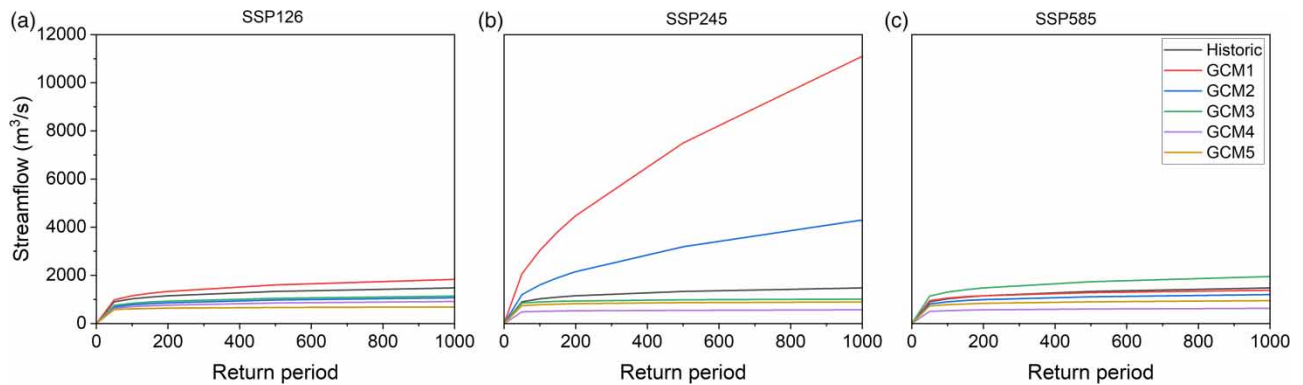 (a) SSP126
(b) SSP245
(c) SSP585
Streamflow (m³/s)
12000
10000
8000
6000
4000
2000
0
0 200 400 600 800 1000
0 200 400 600 800 1000
0 200 400 600 800 1000
Return period
Return period
Return period
Historic
GCM1
GCM2
GCM3
GCM4
GCM5